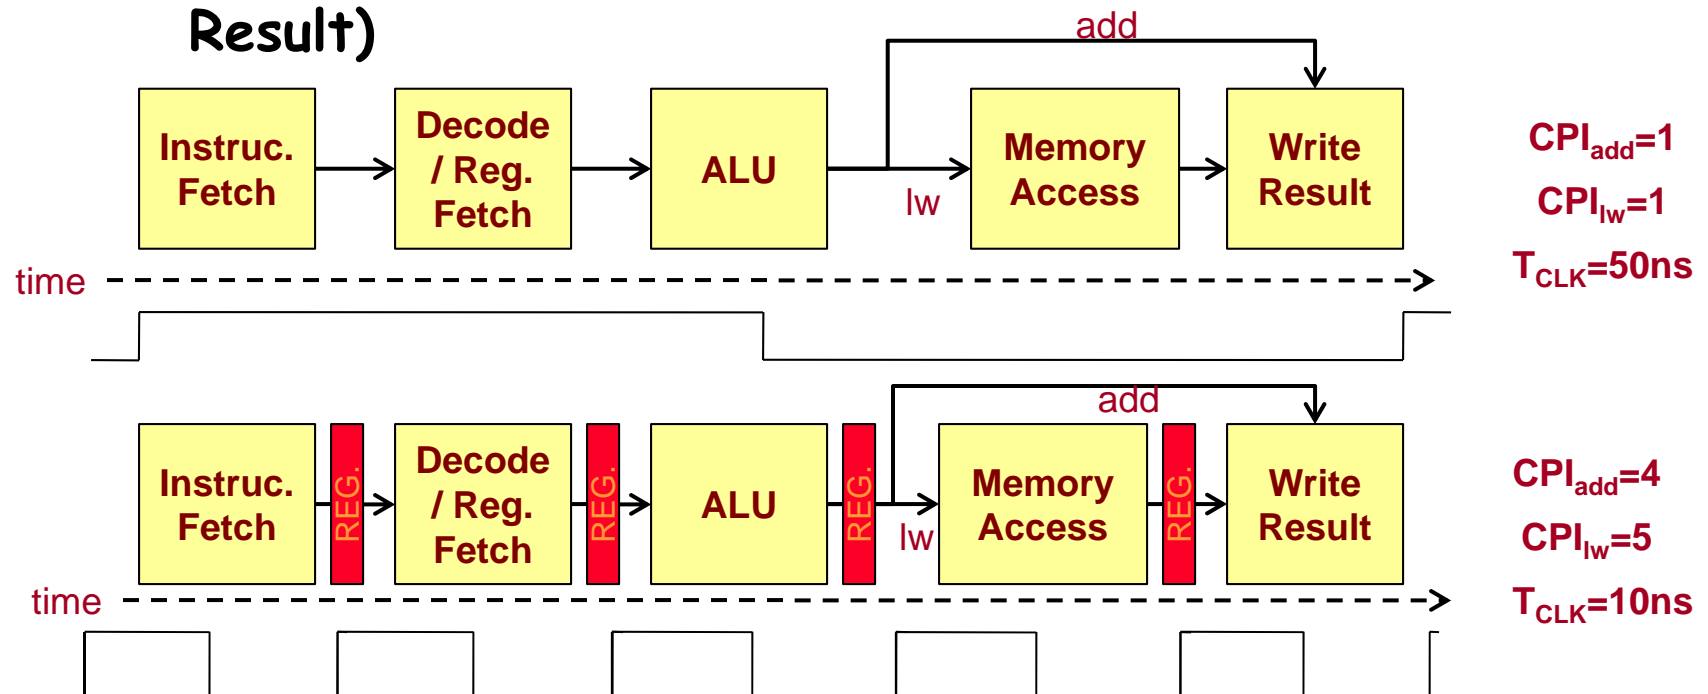 Result)
add
Instruc.
Fetch
Decode
/ Reg.
Fetch
ALU
lw
Memory
Access
Write
Result
CPIadd=1
CPIlw=1
TCLK=50ns
time
add
Instruc.
Fetch
REG.
Decode
/ Reg.
Fetch
REG.
ALU
REG.
lw
Memory
Access
REG.
Write
Result
CPIadd=4
CPIlw=5
TCLK=10ns
time